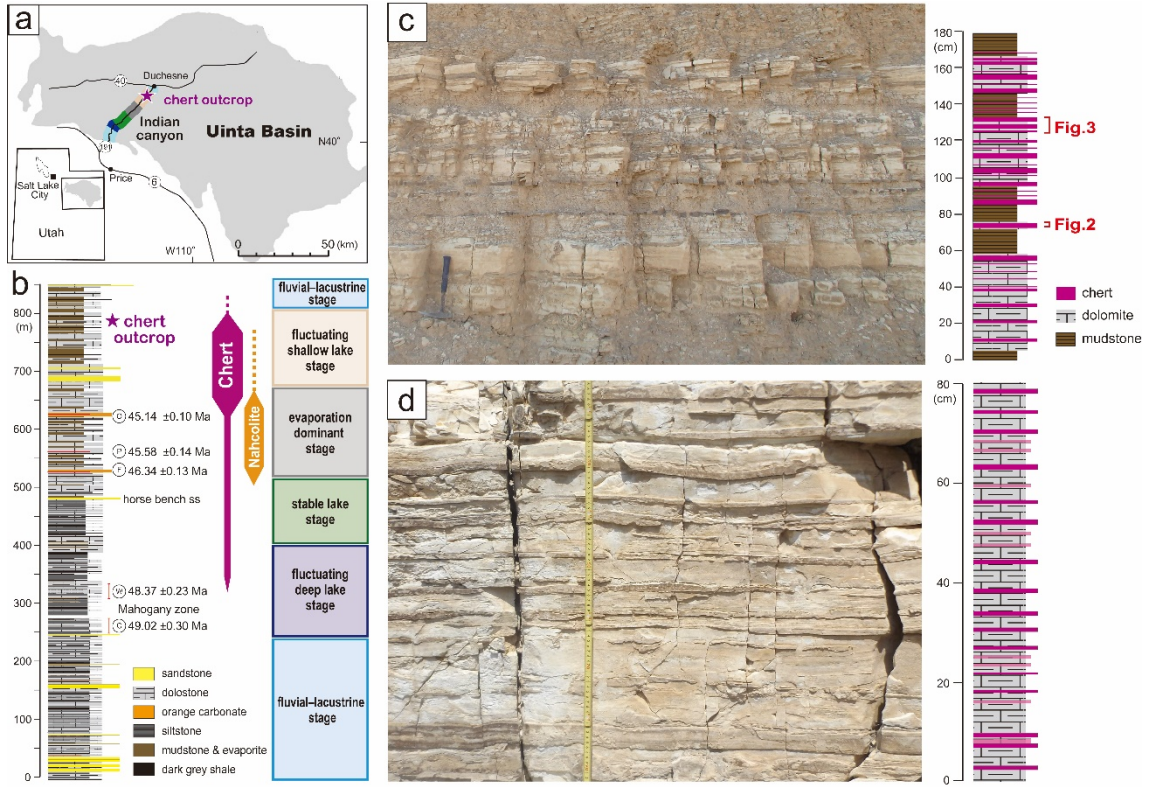 a
40
Duchesne
chert outcrop
Indian
canyon
Uinta Basin
N40°
191
Price
6
Salt Lake
City
Utah
W110°
0 50 (km)
b
800
(m)
700
600
500
400
300
200
100
0
chert
outcrop
45.14 ±0.10 Ma
P 45.58 ±0.14 Ma
46.34 ±0.13 Ma
horse bench ss
48.37 ±0.23 Ma
Mahogany zone
49.02 ±0.30 Ma
sandstone
dolostone
orange carbonate
siltstone
mudstone & evaporite
dark grey shale
Chert
Nahcolite
fluvial–lacustrine
stage
fluctuating
shallow lake
stage
evaporation
dominant
stage
stable lake
stage
fluctuating
deep lake
stage
fluvial–lacustrine
stage
c
180
(cm)
160
140
120
100
80
60
40
20
0
Fig.3
Fig.2
chert
dolomite
mudstone
d
80
(cm)
60
40
20
0